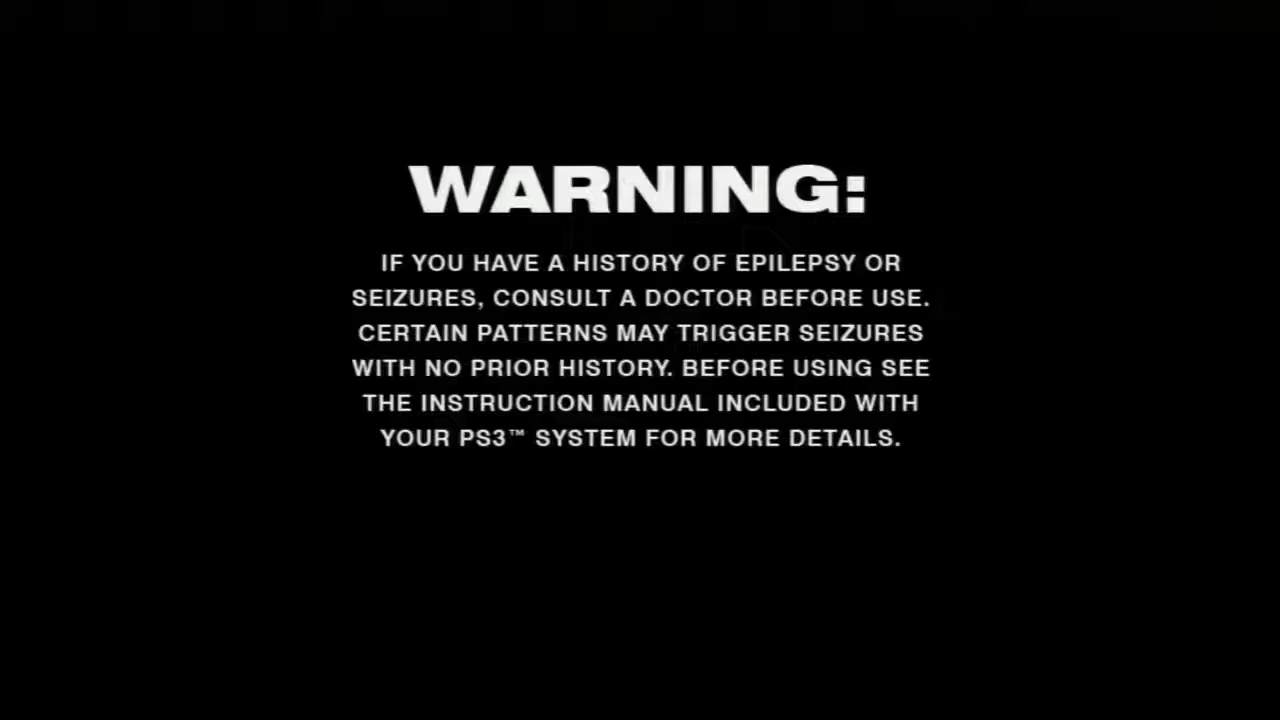 WARNING:
IF YOU HAVE A HISTORY OF EPILEPSY OR
SEIZURES, CONSULT A DOCTOR BEFORE USE.
CERTAIN PATTERNS MAY TRIGGER SEIZURES
WITH NO PRIOR HISTORY. BEFORE USING SEE
THE INSTRUCTION MANUAL INCLUDED WITH
YOUR PS3™ SYSTEM FOR MORE DETAILS.